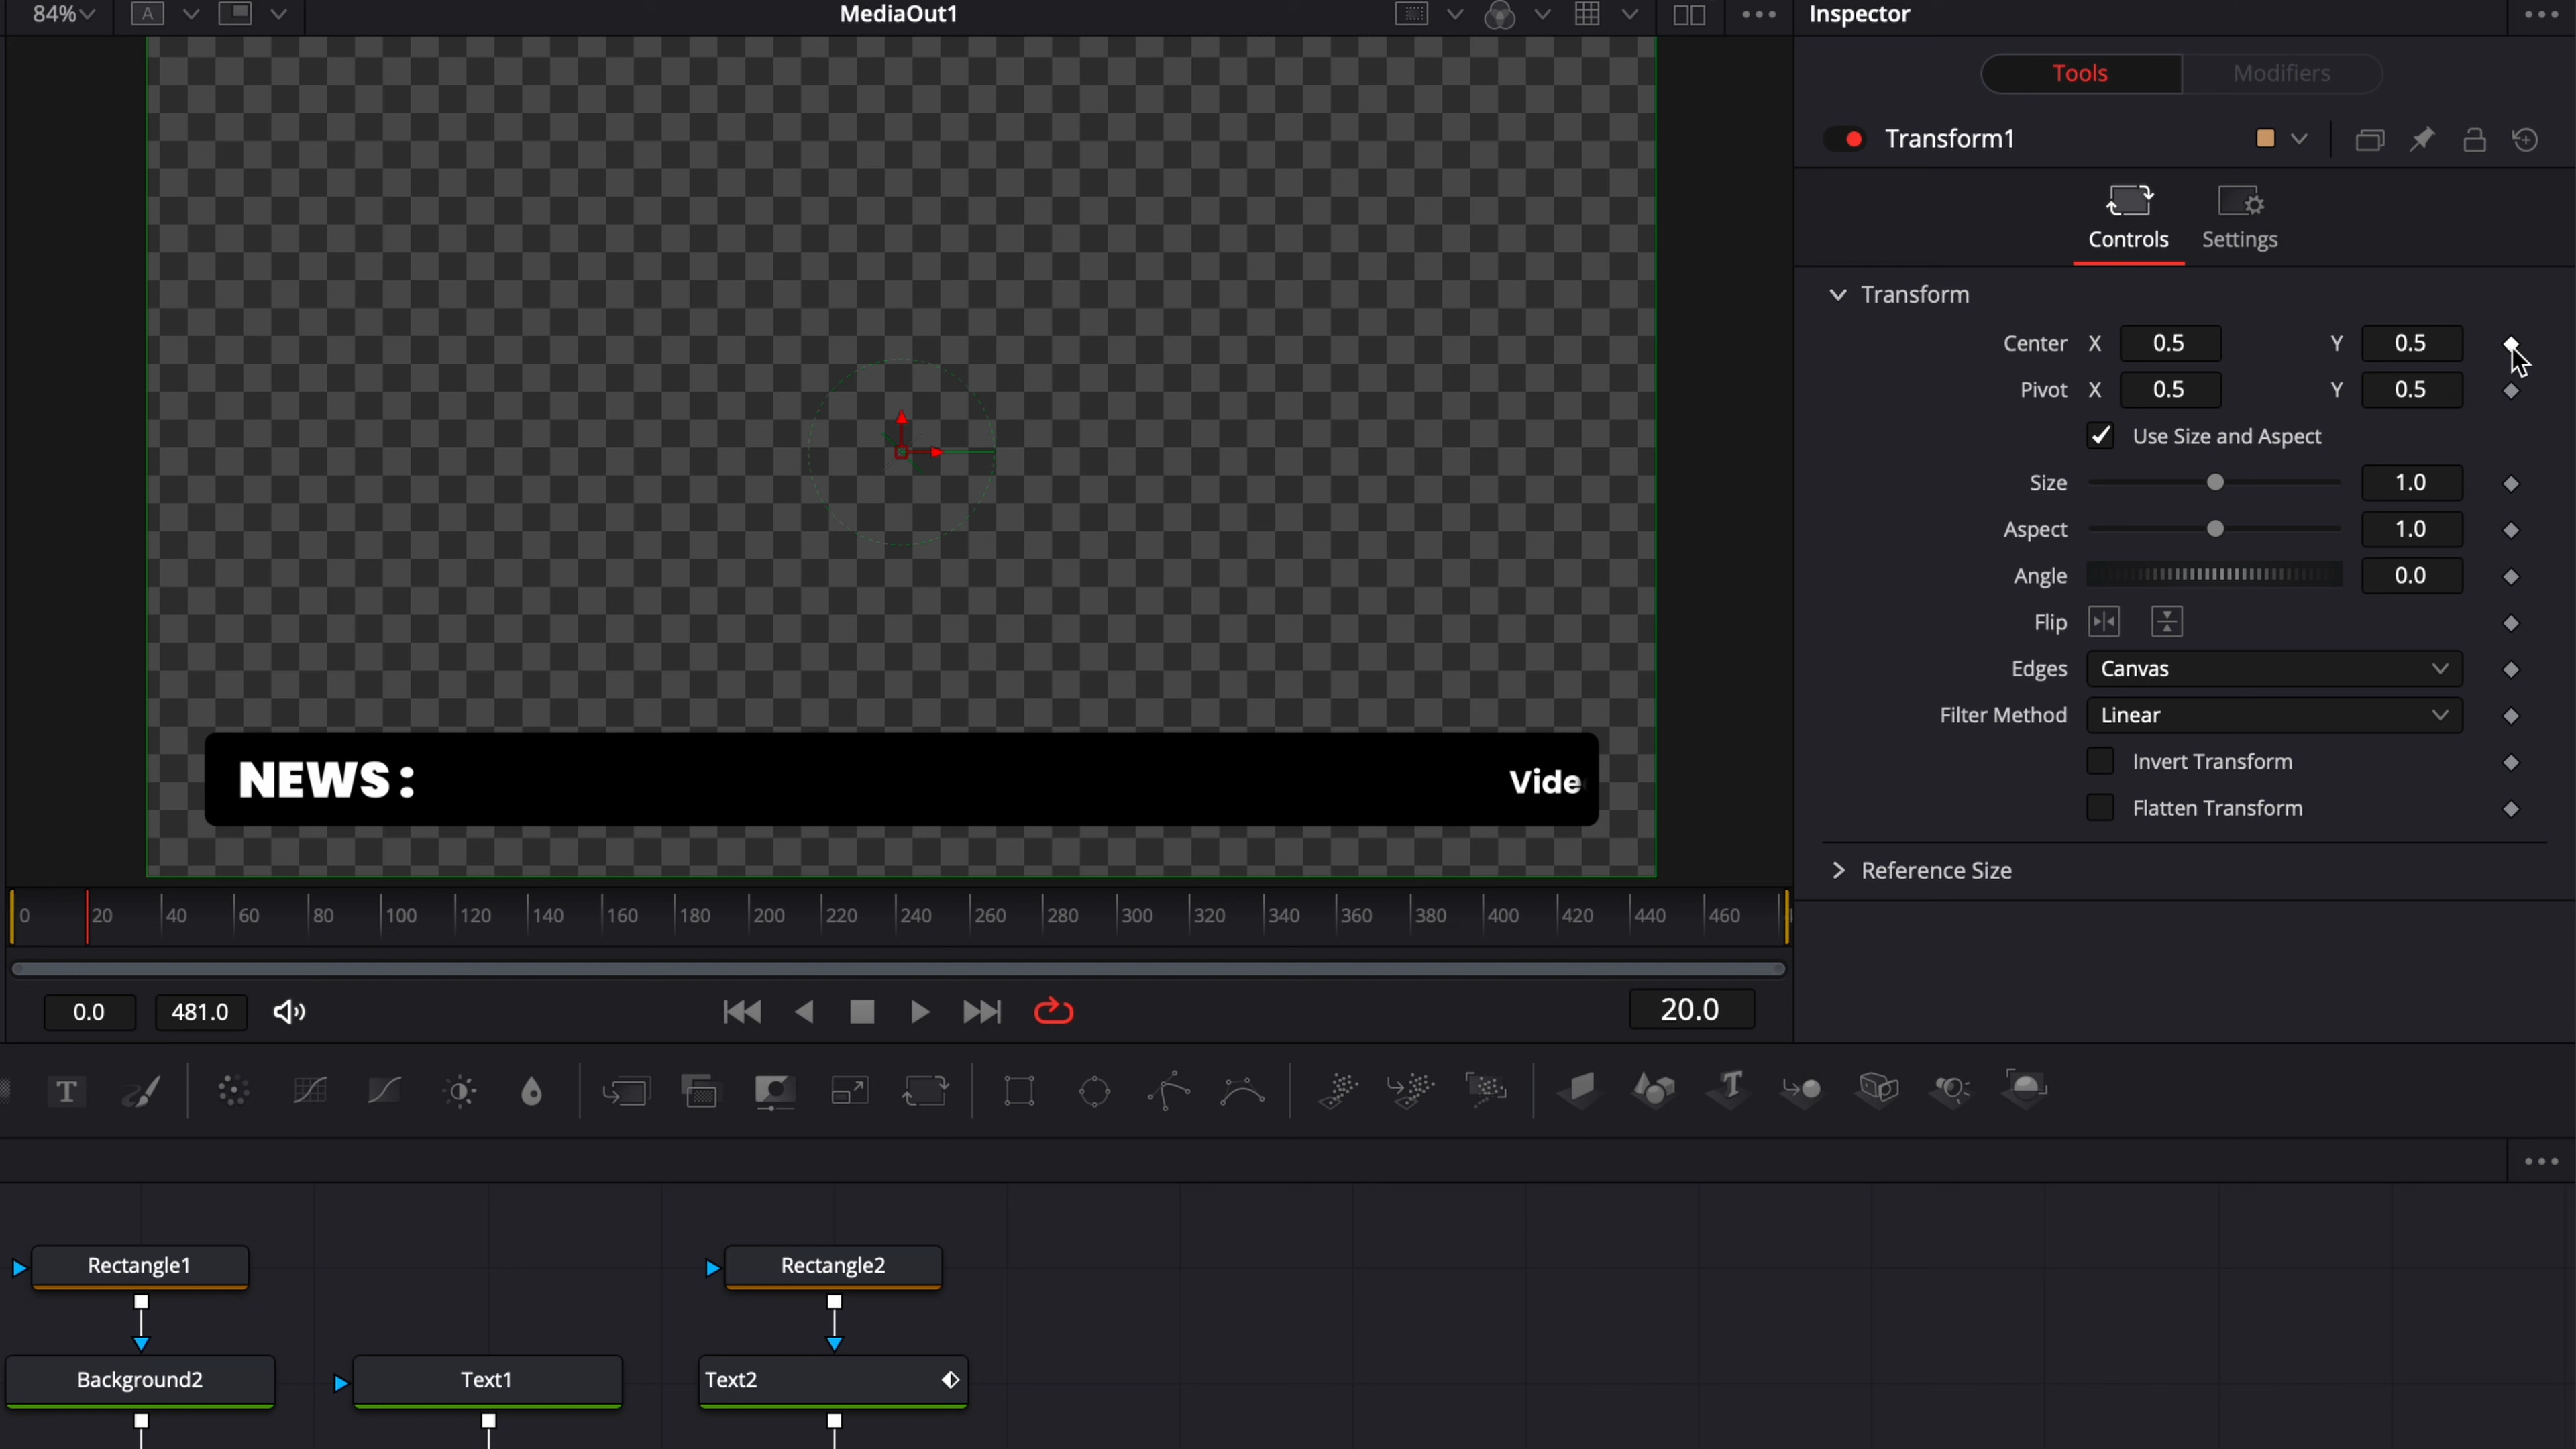 84% A MediaOut1 Inspector
Tools Modifiers
Transform1
Controls Settings
Transform
Center X 0.5 Y 0.5
Pivot X 0.5 Y 0.5
Use Size and Aspect
Size 1.0
Aspect 1.0
Angle 0.0
Flip
Edges Canvas
Filter Method Linear
Invert Transform
Flatten Transform
Reference Size
NEWS: Vide
0 20 40 60 80 100 120 140 160 180 200 220 240 260 280 300 320 340 360 380 400 420 440 460
0.0 481.0 20.0
T T
Rectangle1 Rectangle2
Background2 Text1 Text2